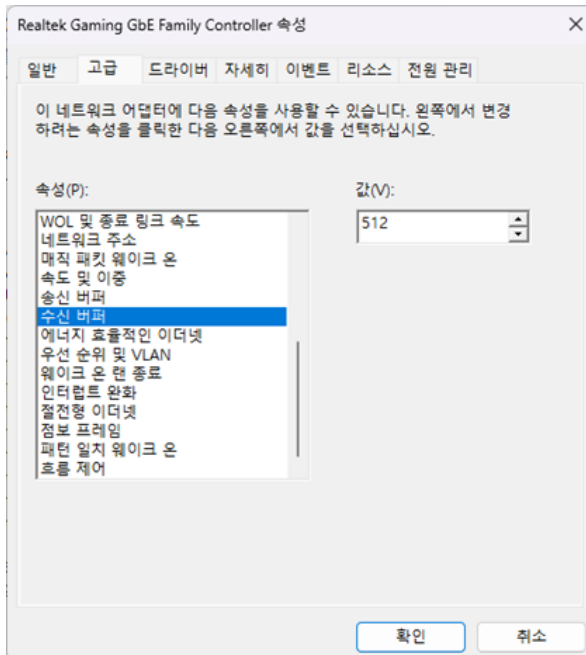 Realtek Gaming GbE Family Controller 속성
일반 고급 드라이버 자세히 이벤트 리소스 전원 관리
이 네트워크 어댑터에 다음 속성을 사용할 수 있습니다. 왼쪽에서 변경
하려는 속성을 클릭한 다음 오른쪽에서 값을 선택하십시오.
속성(P):
WOL 및 종료 링크 속도
네트워크 주소
매직 패킷 웨이크 온
속도 및 이중
송신 버퍼
수신 버퍼
에너지 효율적인 이더넷
우선 순위 및 VLAN
웨이크 온 랜 종료
인터럽트 완화
절전형 이더넷
점보 프레임
패턴 일치 웨이크 온
흐름 제어
값(V):
512
확인
취소